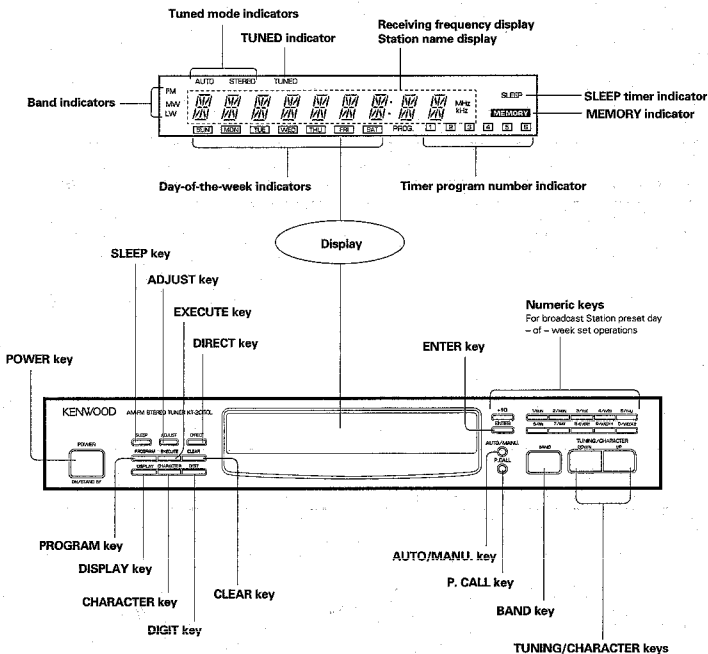 Tuned mode indicators
TUNED indicator
Receiving frequency display
Station name display
AUTO STEREO TUNED
FM
MW
LW
Band indicators
MHz
kHz
SLEEP
MEMORY
SLEEP timer indicator
MEMORY indicator
SUN MON TUE WED THU FRI SAT PROG. 1 2 3 4 5 6
Day-of-the-week indicators
Timer program number indicator
Display
SLEEP key
ADJUST key
EXECUTE key
DIRECT key
POWER key
ENTER key
Numeric keys
For broadcast Station preset day
– of – week set operations
KENWOOD AM-FM STEREO TUNER
POWER
ON/STAND BY
SLEEP ADJUST DIRECT
PROGRAM EXECUTE CLEAR
DISPLAY CHARACTER DIGIT
+10
ENTER
AUTO/MANU.
P.CALL
BAND
TUNING/CHARACTER
DOWN UP
PROGRAM key
DISPLAY key
CHARACTER key
DIGIT key
CLEAR key
AUTO/MANU. key
P. CALL key
BAND key
TUNING/CHARACTER keys